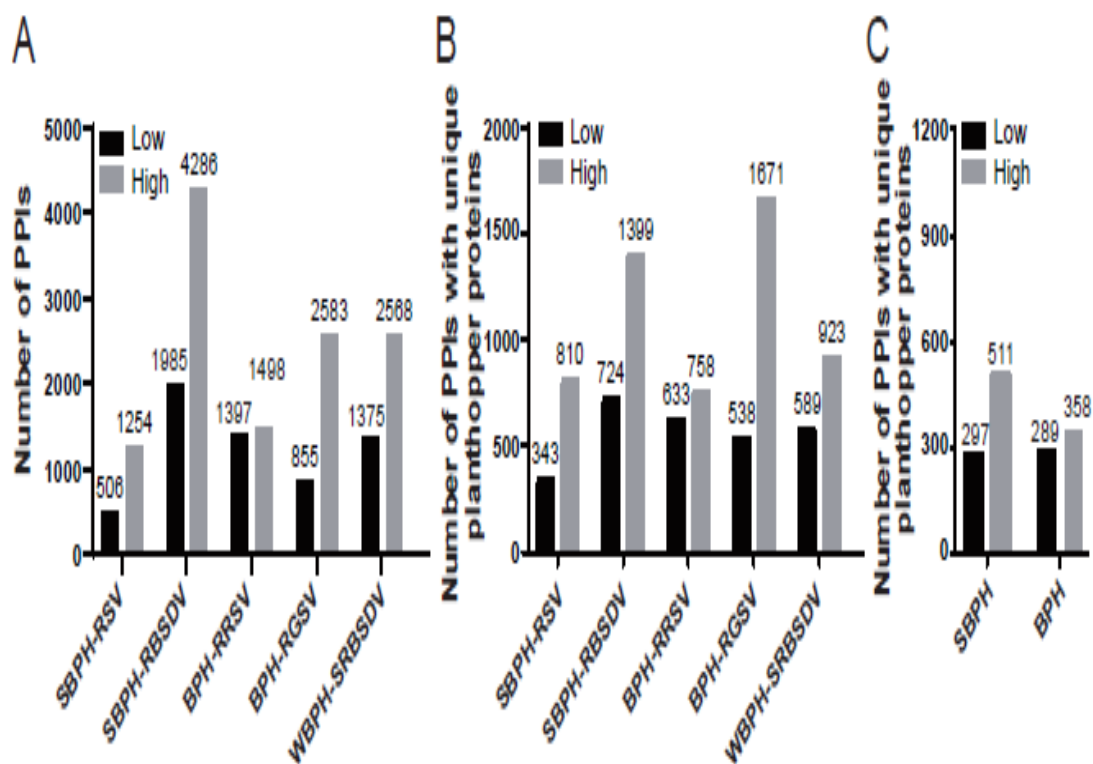 A
Number of PPIs
5000
4000
3000
2000
1000
0
Low
High
506
1254
1985
4286
1397
1498
855
2583
1375
2568
SBPH-RSV
SBPH-RBSDV
BPH-RRSV
BPH-RGSV
WBPH-SRBSDV
B
Number of PPIs with unique
planthopper proteins
2000
1500
1000
500
0
Low
High
343
810
724
1399
633
758
538
1671
589
923
SBPH-RSV
SBPH-RBSDV
BPH-RRSV
BPH-RGSV
WBPH-SRBSDV
C
Number of PPIs with unique
planthopper proteins
1200
900
600
300
0
Low
High
297
511
289
358
SBPH
BPH